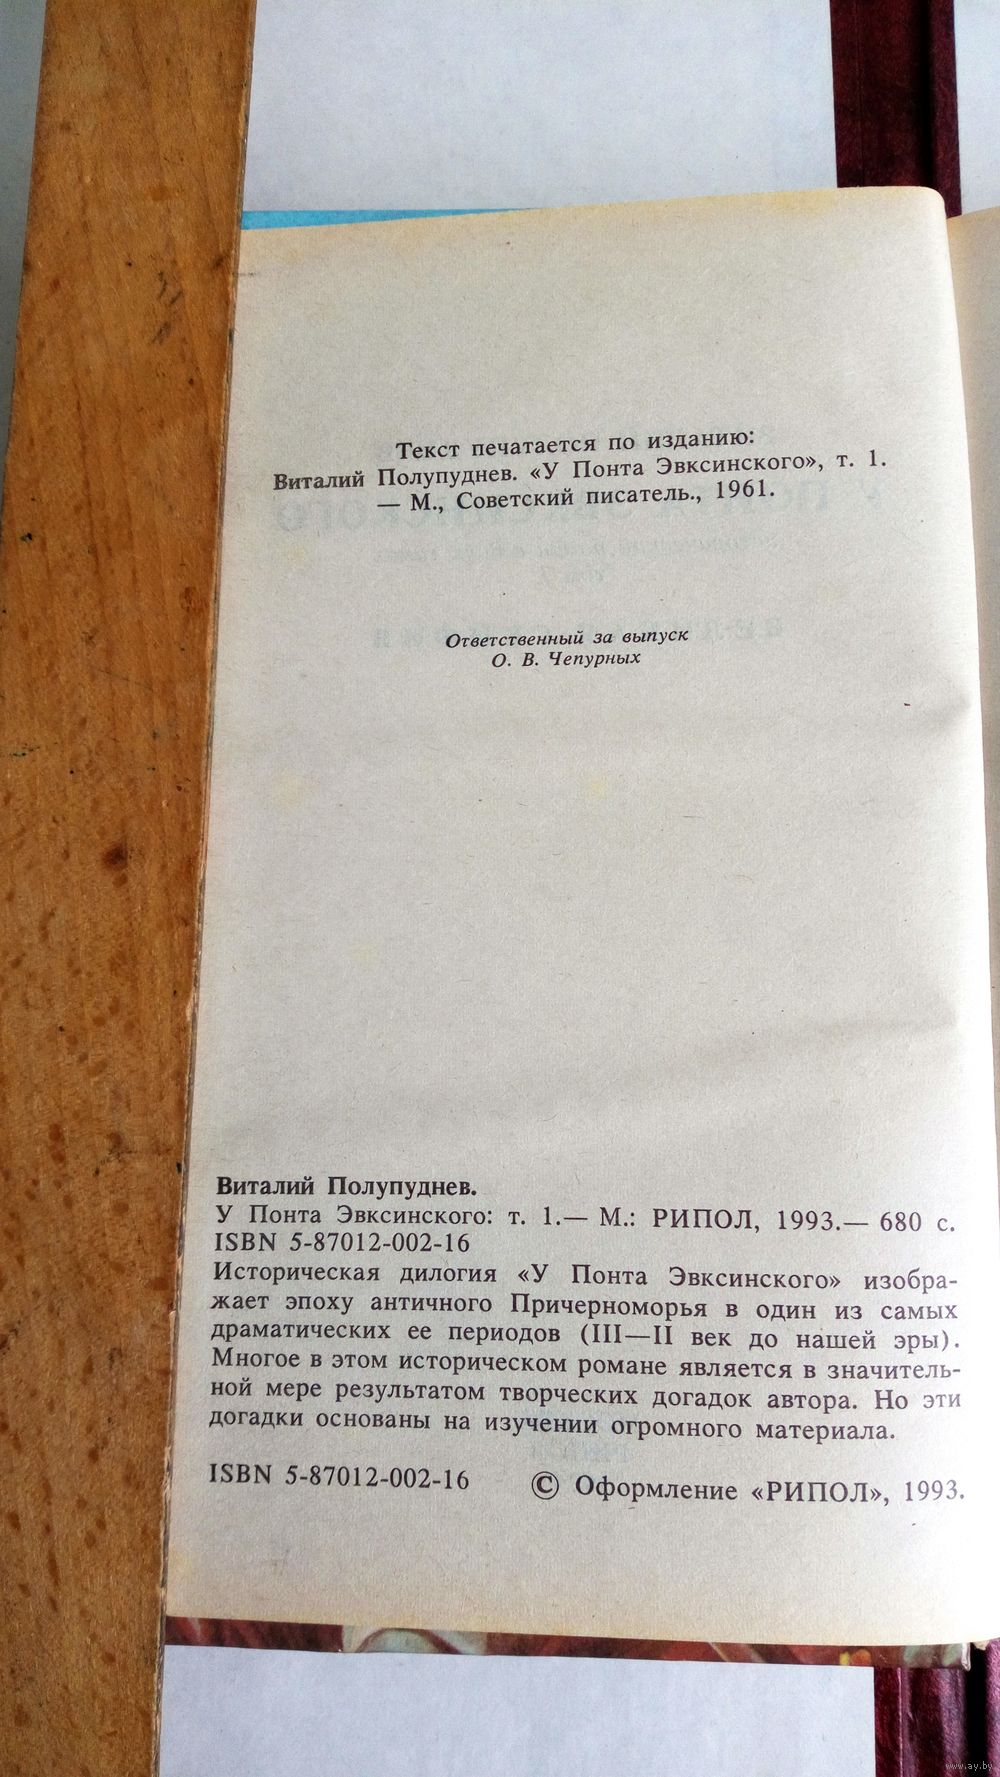 Текст печатается по изданию:
Виталий Полупуднев. «У Понта Эвксинского», т. 1.
— М., Советский писатель., 1961.
Ответственный за выпуск
О. В. Чепурных
Виталий Полупуднев.
У Понта Эвксинского: т. 1.— М.: РИПОЛ, 1993.— 680 с.
ISBN 5-87012-002-16
Историческая дилогия «У Понта Эвксинского» изобра-
жает эпоху античного Причерноморья в один из самых
драматических ее периодов (III—II век до нашей эры).
Многое в этом историческом романе является в значитель-
ной мере результатом творческих догадок автора. Но эти
догадки основаны на изучении огромного материала.
ISBN 5-87012-002-16
© Оформление «РИПОЛ», 1993.
www.ay.by